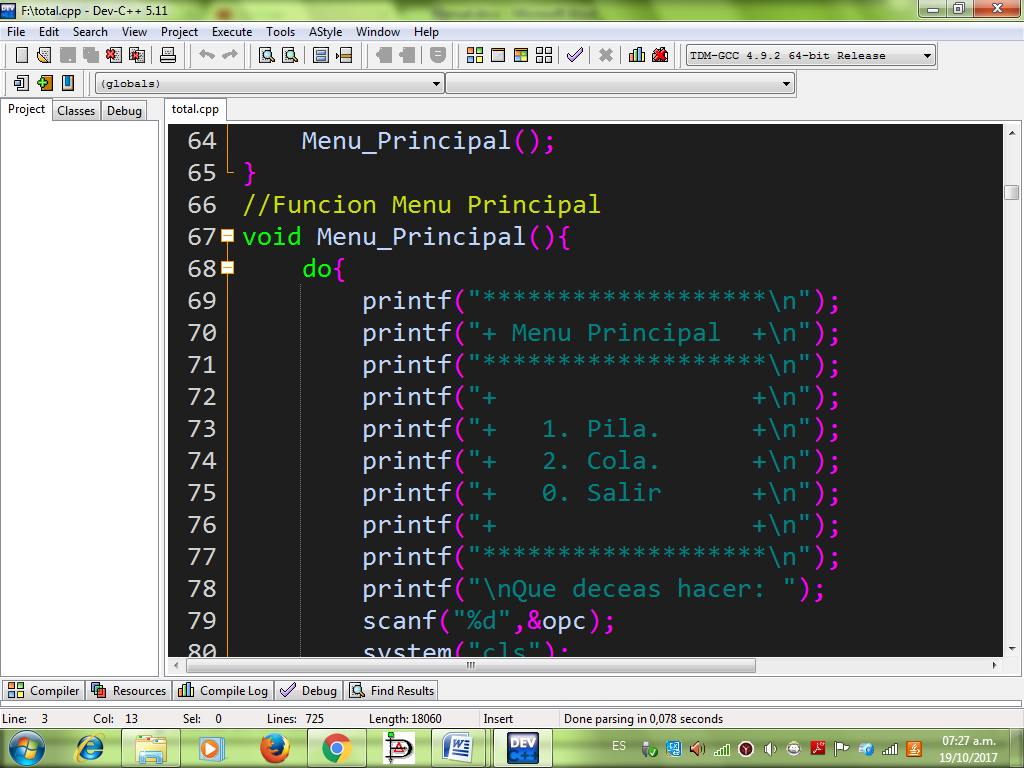 F:\total.cpp - Dev-C++ 5.11
File Edit Search View Project Execute Tools AStyle Window Help
TDM-GCC 4.9.2 64-bit Release
(globals)
Project Classes Debug total.cpp
64 Menu_Principal();
65 }
66 //Funcion Menu Principal
67 void Menu_Principal(){
68 do{
69 printf("*******************\n");
70 printf("+ Menu Principal  +\n");
71 printf("*******************\n");
72 printf("+                 +\n");
73 printf("+   1. Pila.      +\n");
74 printf("+   2. Cola.      +\n");
75 printf("+   0. Salir      +\n");
76 printf("+                 +\n");
77 printf("*******************\n");
78 printf("\nQue deceas hacer: ");
79 scanf("%d",&opc);
80 system("cls");
Compiler Resources Compile Log Debug Find Results
Line: 3 Col: 13 Sel: 0 Lines: 725 Length: 18060 Insert Done parsing in 0,078 seconds
DEV C++
ES
07:27 a.m.
19/10/2017